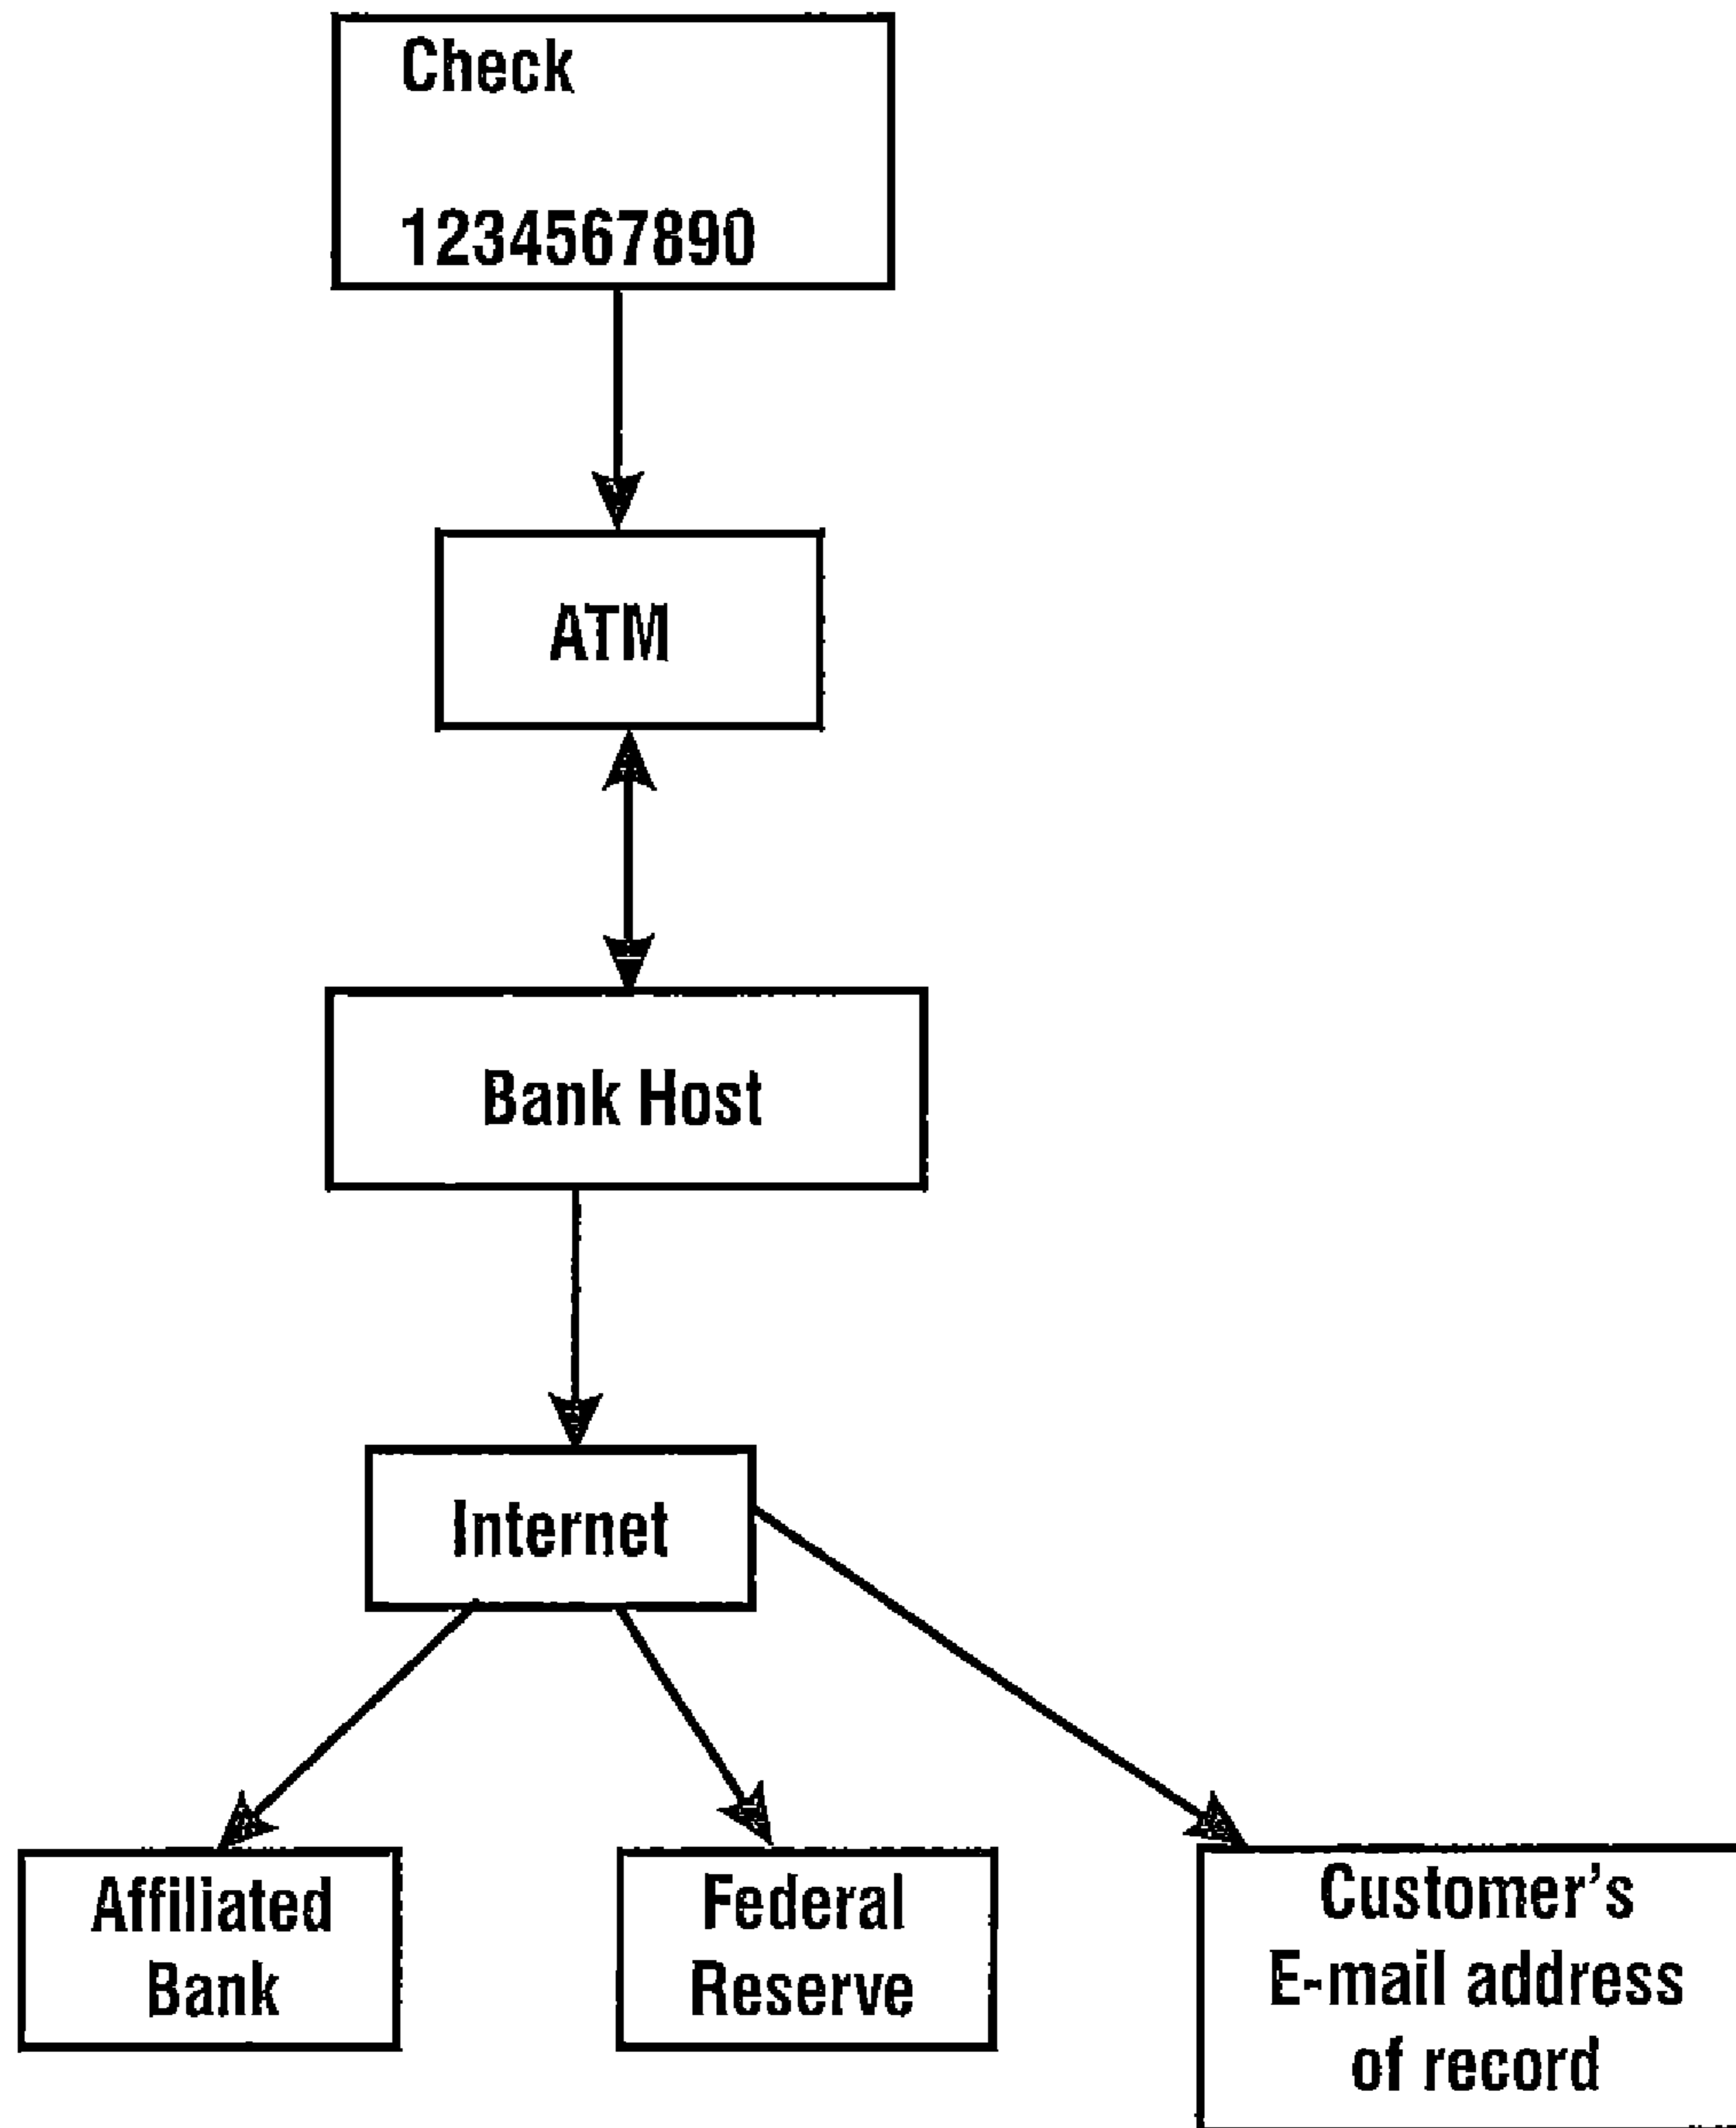 Check
1234567890
ATM
Bank Host
Internet
Affiliated
Bank
Federal
Reserve
Customer's
E-mail address
of record